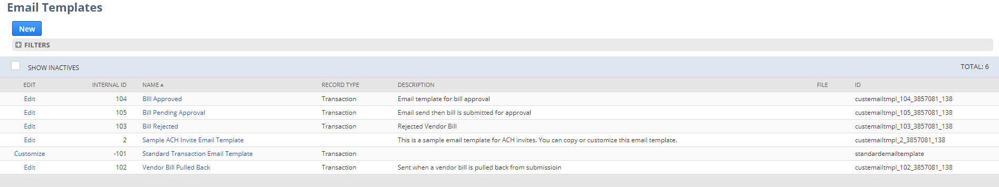 Email Templates
New
FILTERS
SHOW INACTIVES TOTAL: 6
EDIT INTERNAL ID NAME RECORD TYPE DESCRIPTION FILE ID
Edit 104 BIll Approved Transaction Email template for bill approval custemailtmpl_104_3857081_138
Edit 105 Bill Pending Approval Transaction Email send then bill is submitted for approval custemailtmpl_105_3857081_138
Edit 103 Bill Rejected Transaction Rejected Vendor Bill custemailtmpl_103_3857081_138
Edit 2 Sample ACH Invite Email Template This is a sample email template for ACH invites. You can copy or customize this email template. custemailtmpl_2_3857081_138
Customize -101 Standard Transaction Email Template Transaction standardemailtemplate
Edit 102 Vendor Bill Pulled Back Transaction Sent when a vendor bill is pulled back from submissioin custemailtmpl_102_3857081_138